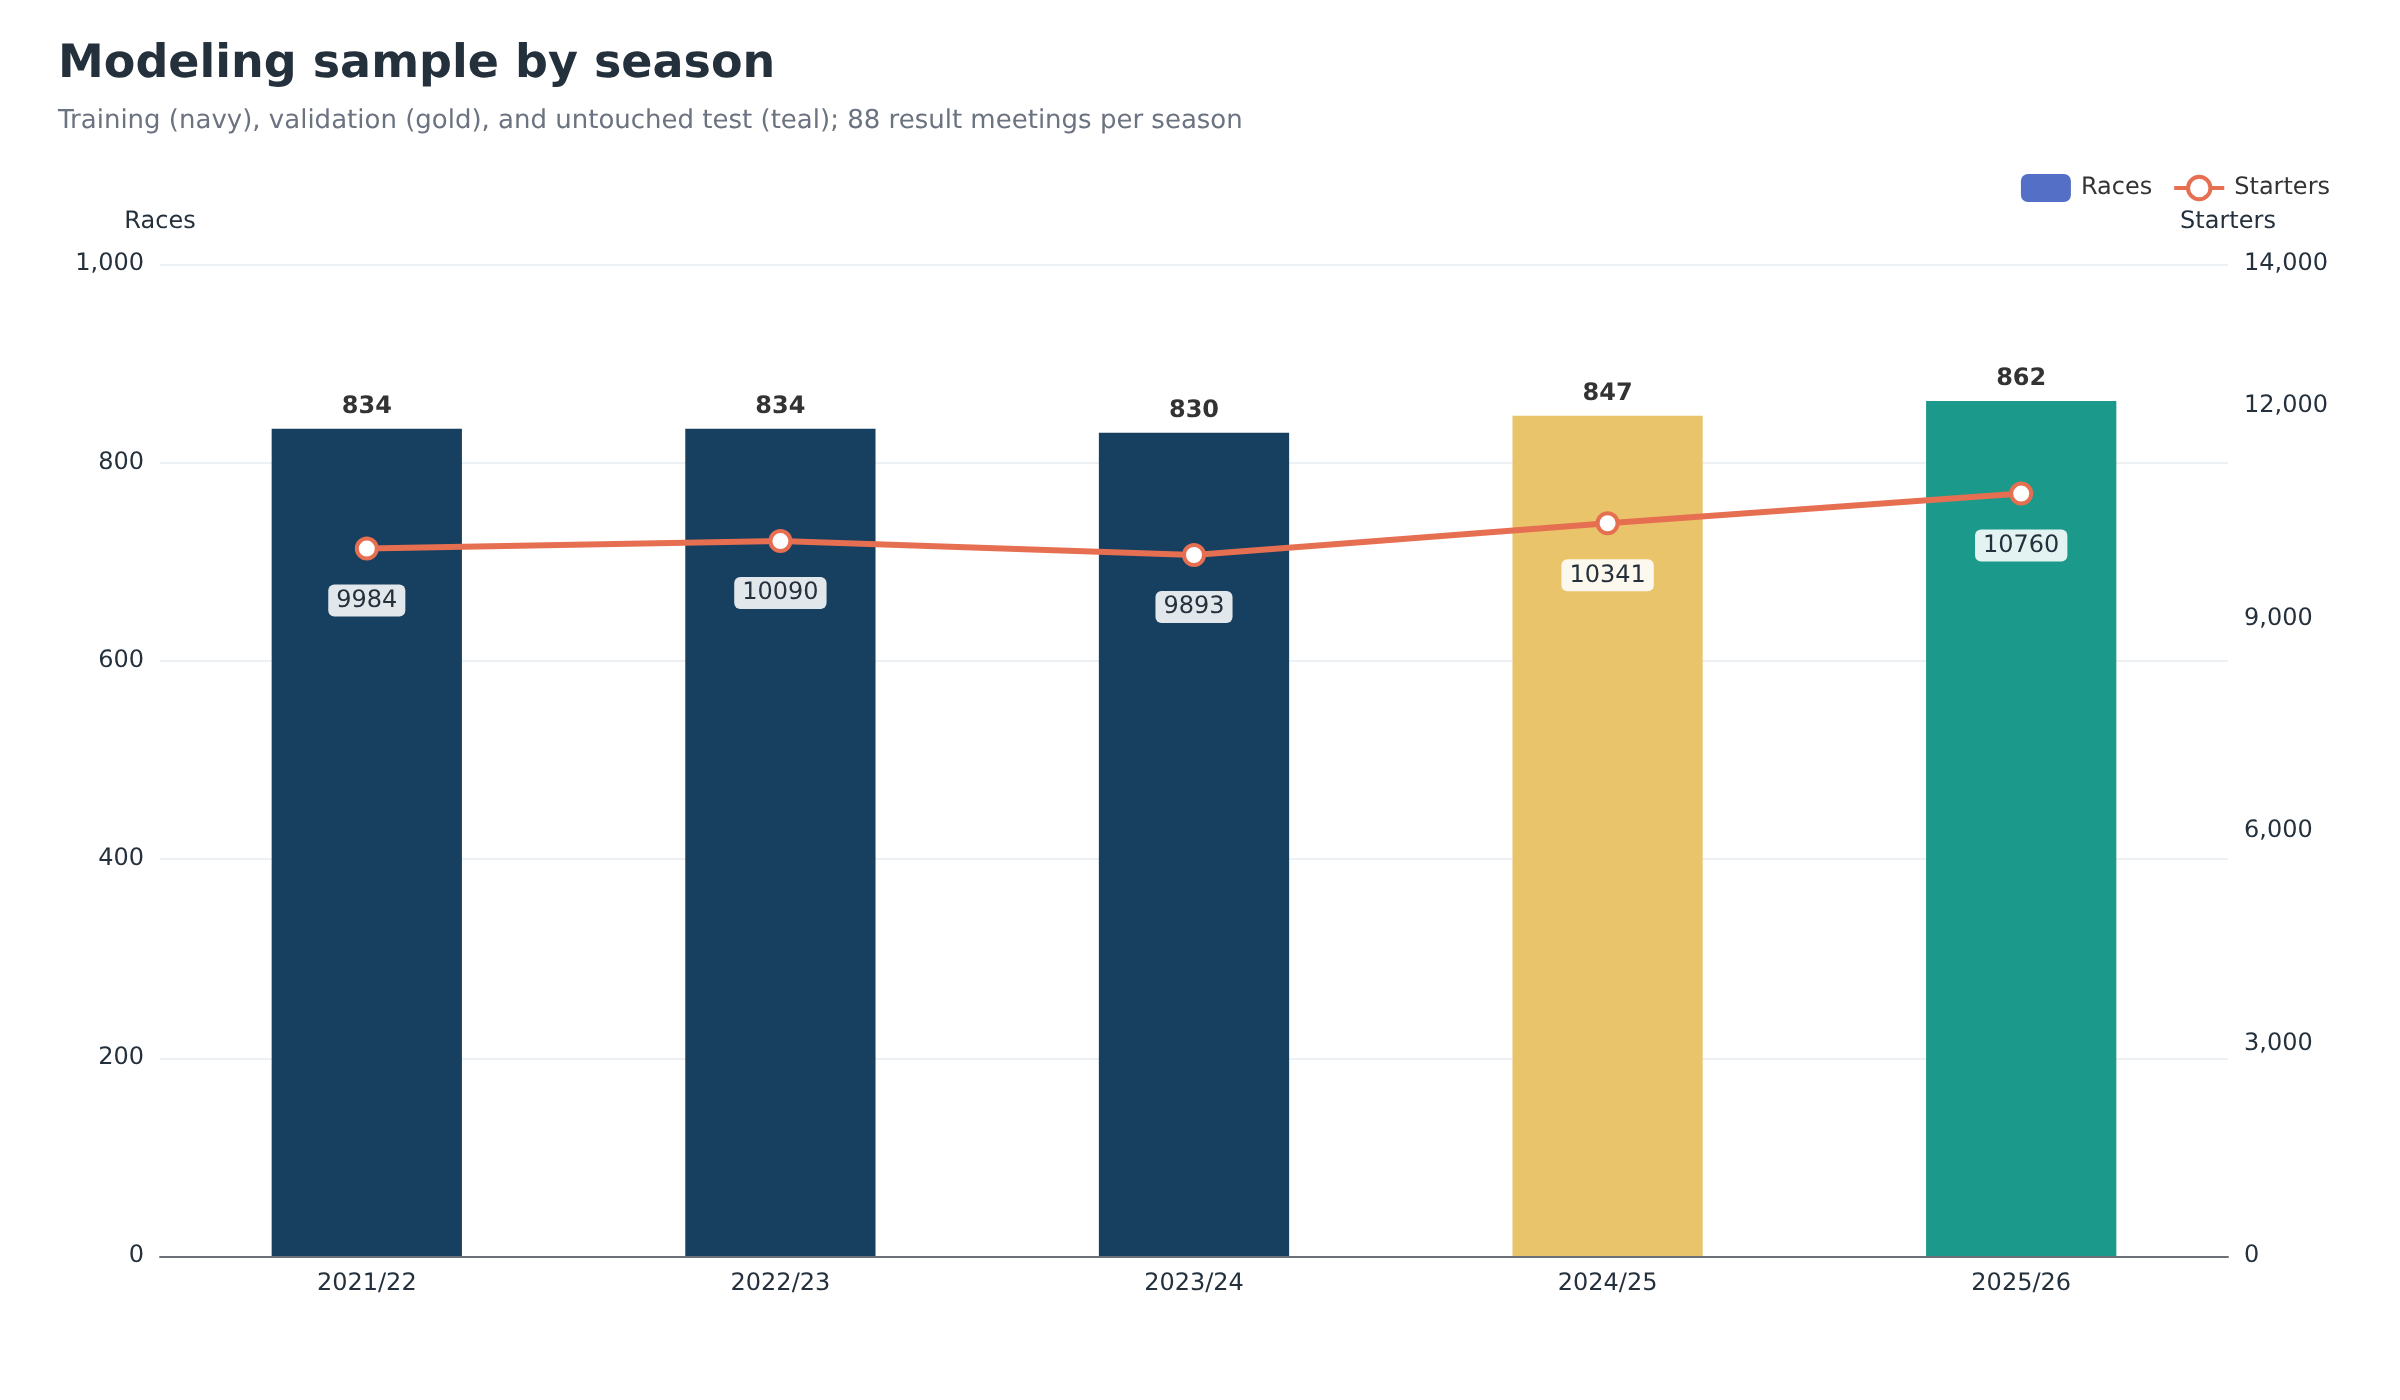 Modeling sample by season
Training (navy), validation (gold), and untouched test (teal); 88 result meetings per season
Races Starters
Races Starters
1,000 14,000
834 834 830 847 862
12,000
800
9984 10090 9893 10341 10760
9,000
600
6,000
400
3,000
200
0 0
2021/22 2022/23 2023/24 2024/25 2025/26